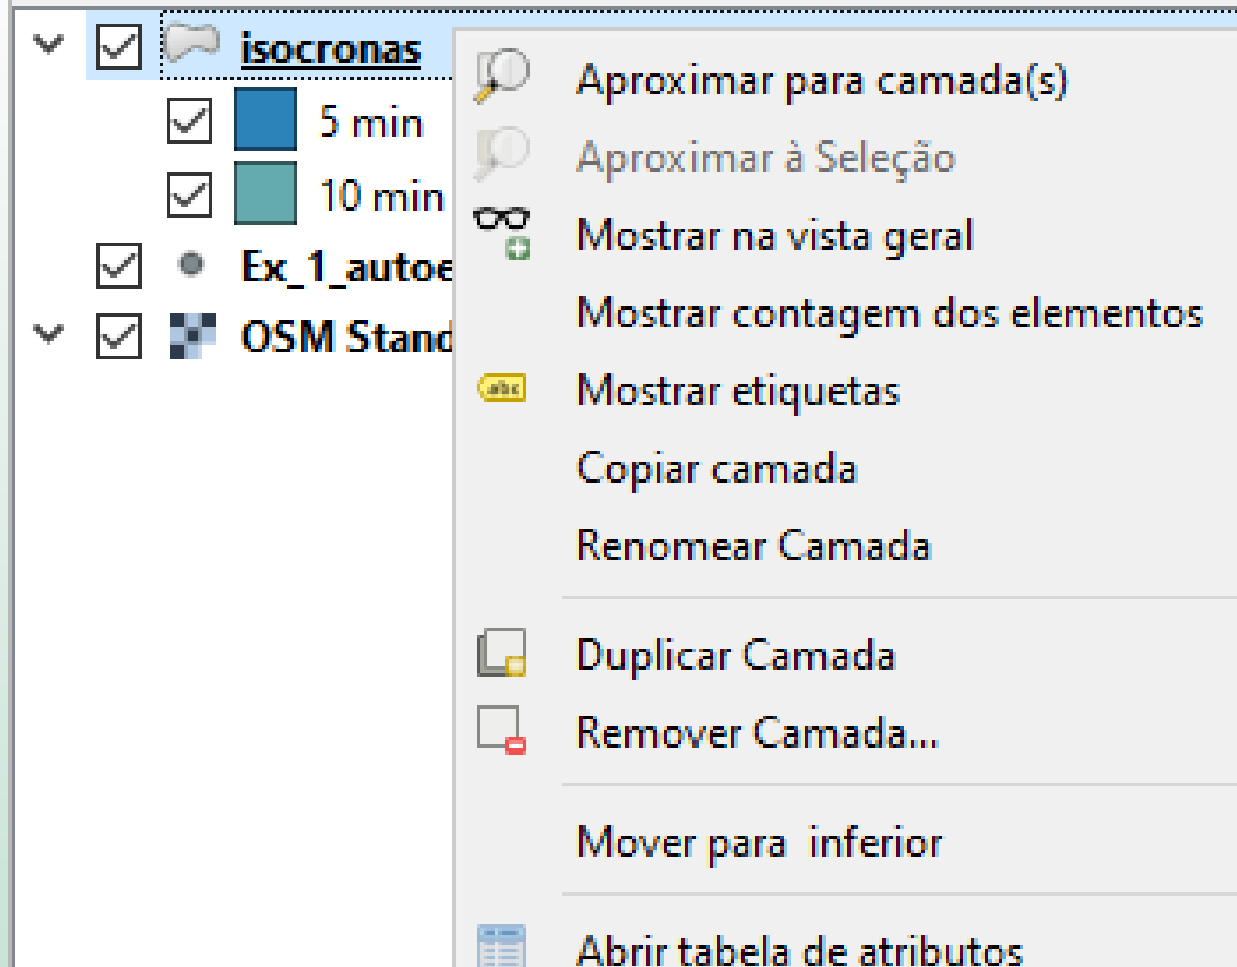 isocronas
5 min
10 min
Ex_1_autoe
OSM Stand
Aproximar para camada(s)
Aproximar à Seleção
Mostrar na vista geral
Mostrar contagem dos elementos
abc
Mostrar etiquetas
Copiar camada
Renomear Camada
Duplicar Camada
Remover Camada...
Mover para  inferior
Abrir tabela de atributos